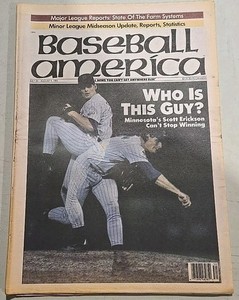 Major League Reports: State Of The Farm Systems
Minor League Midseason Update, Reports, Statistics
Baseball
america
WHO IS
THIS GUY?
Minnesota's Scott Erickson
Can't Stop Winning